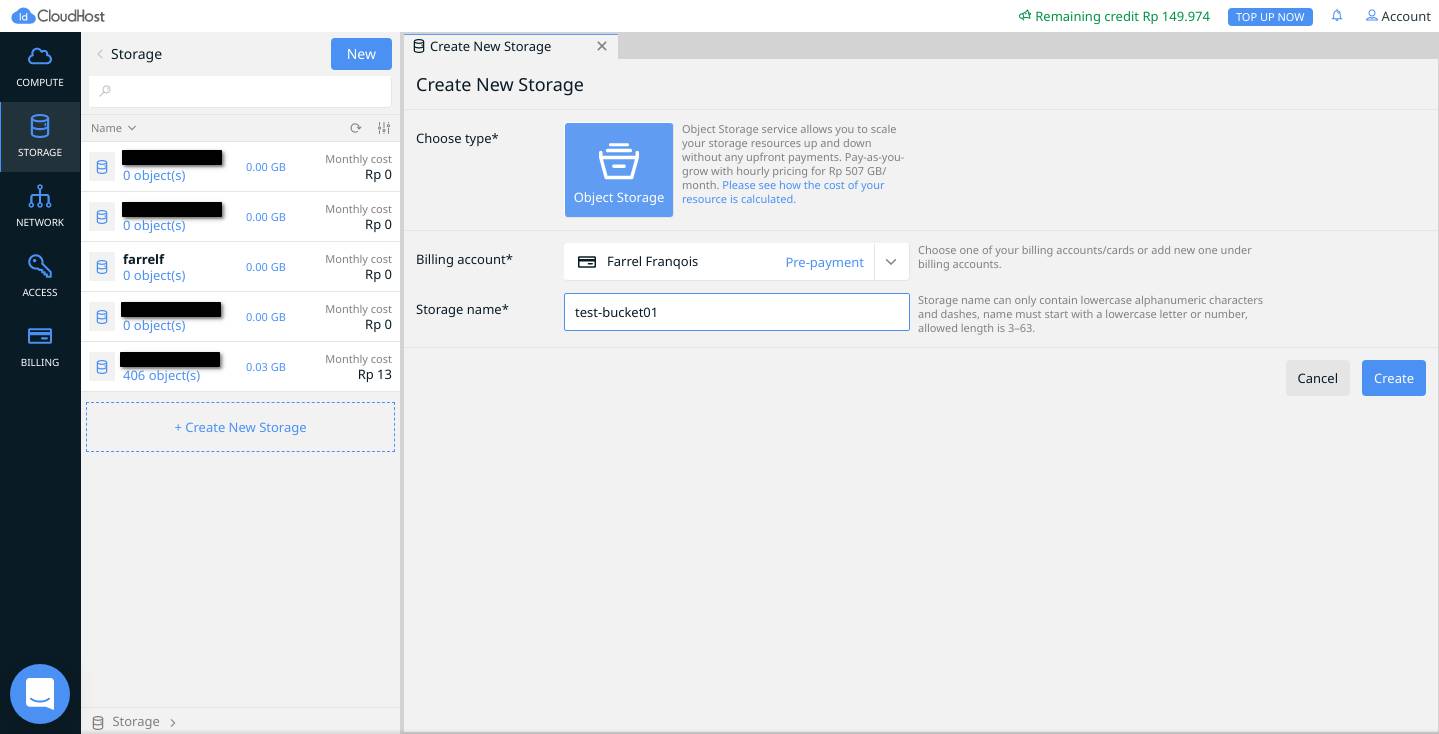 Id CloudHost
Remaining credit Rp 149.974
TOP UP NOW
Account
COMPUTE
STORAGE
NETWORK
ACCESS
BILLING
Storage
New
Name
0 object(s)
0.00 GB
Monthly cost
Rp 0
0 object(s)
0.00 GB
Monthly cost
Rp 0
farrelf
0 object(s)
0.00 GB
Monthly cost
Rp 0
0 object(s)
0.00 GB
Monthly cost
Rp 0
406 object(s)
0.03 GB
Monthly cost
Rp 13
+ Create New Storage
Storage
Create New Storage
Create New Storage
Choose type*
Object Storage
Object Storage service allows you to scale
your storage resources up and down
without any upfront payments. Pay-as-you-
grow with hourly pricing for Rp 507 GB/
month. Please see how the cost of your
resource is calculated.
Billing account*
Farrel Franqois
Pre-payment
Choose one of your billing accounts/cards or add new one under
billing accounts.
Storage name*
test-bucket01
Storage name can only contain lowercase alphanumeric characters
and dashes, name must start with a lowercase letter or number,
allowed length is 3–63.
Cancel
Create